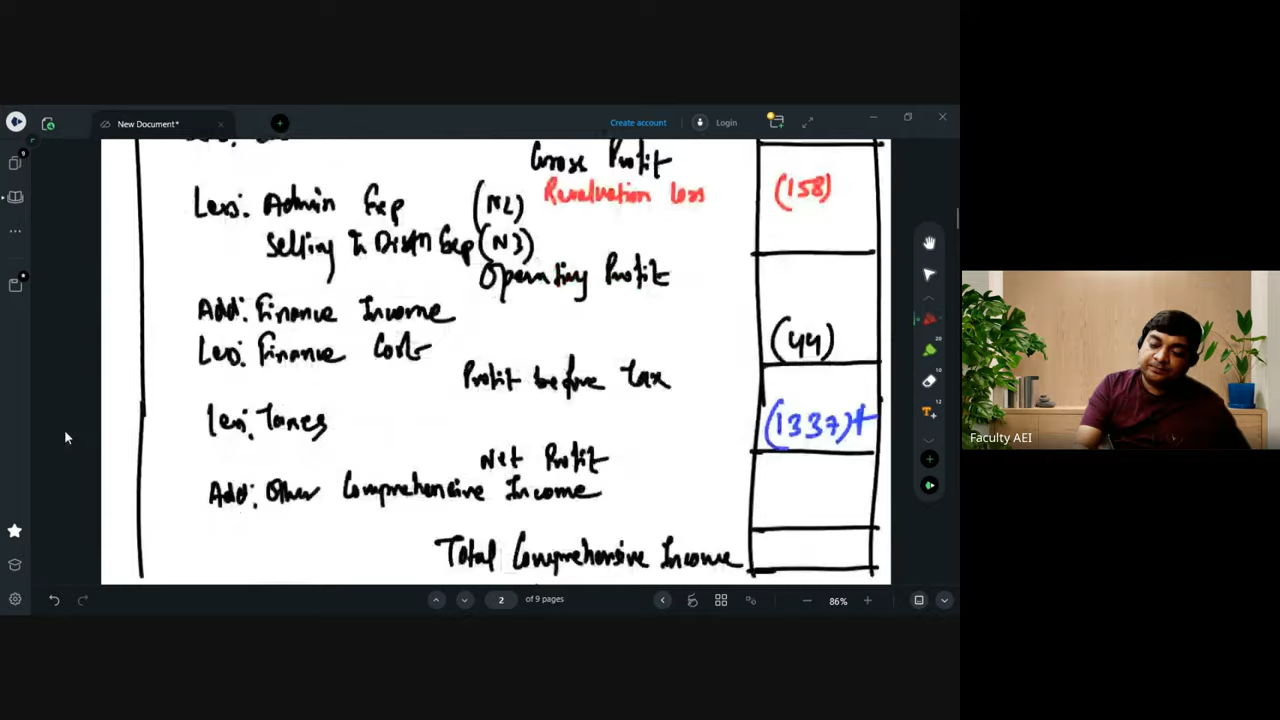 New Document*
Create account
Login
Gross Profit
Revaluation Loss (158)
Less: Admin Exp (N2)
Selling & Distn Exp (N3)
Operating Profit
Add: Finance Income
Less: Finance Cost (44)
Profit before Tax
Less: Taxes (1337)+
Net Profit
Add: Other Comprehensive Income
Total Comprehensive Income
Faculty AEI
2 of 9 pages
86%